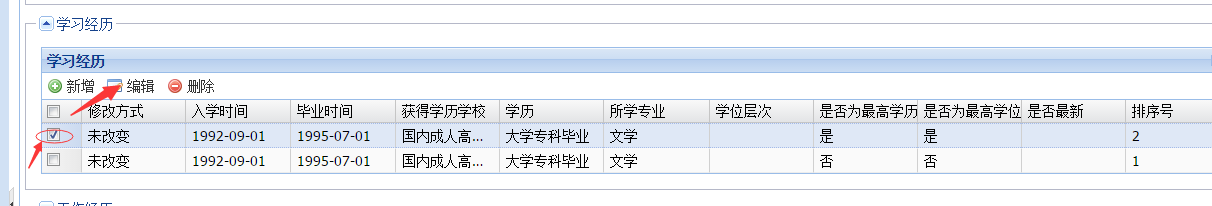 学习经历
学习经历
新增 编辑 删除
修改方式 入学时间 毕业时间 获得学历学校 学历 所学专业 学位层次 是否为最高学历 是否为最高学位 是否最新 排序号
未改变 1992-09-01 1995-07-01 国内成人高... 大学专科毕业 文学 是 是 2
未改变 1992-09-01 1995-07-01 国内成人高... 大学专科毕业 文学 否 否 1